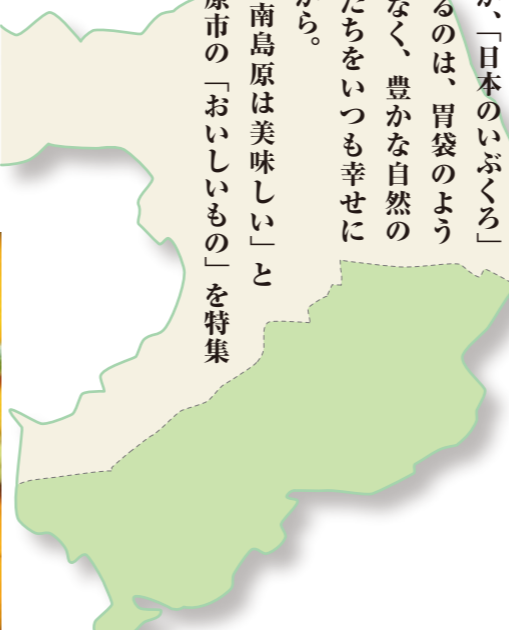 、「日本のいぶくろ」
るのは、胃袋のよう
なく、豊かな自然の
たちをいつも幸せに
から。
南島原は美味しい」と
原市の「おいしいもの」を特集